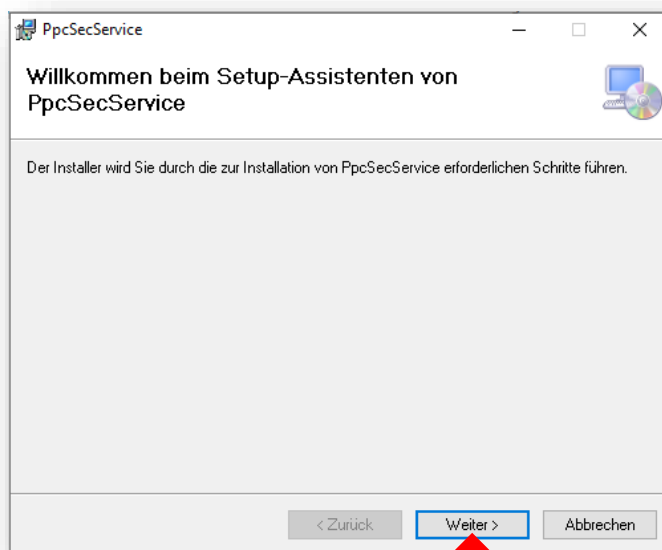 PpcSecService
Willkommen beim Setup-Assistenten von
PpcSecService
Der Installer wird Sie durch die zur Installation von PpcSecService erforderlichen Schritte führen.
< Zurück
Weiter >
Abbrechen